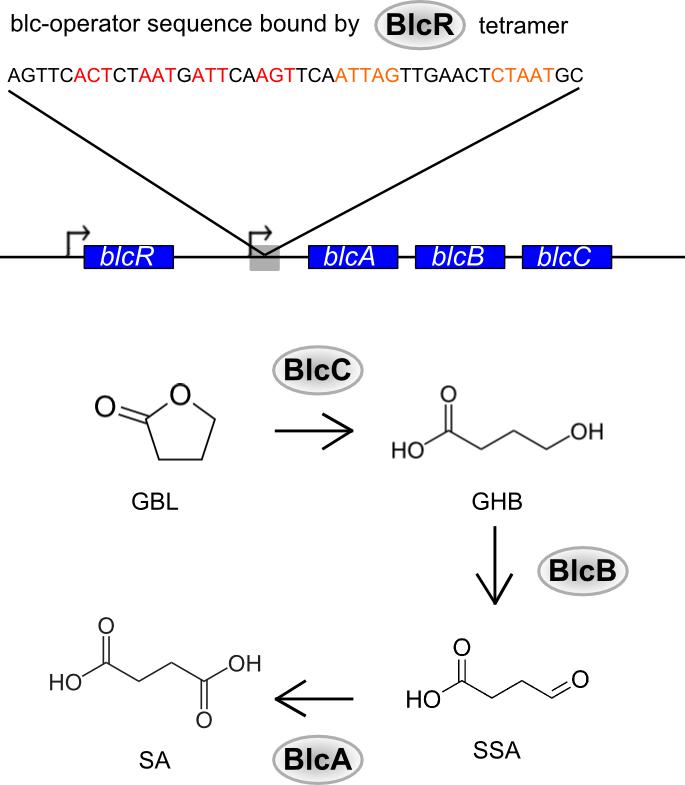 blc-operator sequence bound by BlcR tetramer
AGTTCACTCTAATGATTCAAGTTCAATTAGTTGAACTCTAATGC
blcR blcA blcB blcC
BlcC
O O
O
HO OH
GBL GHB
BlcB
O
HO OH
O
O
HO O
SA
SSA
BlcA